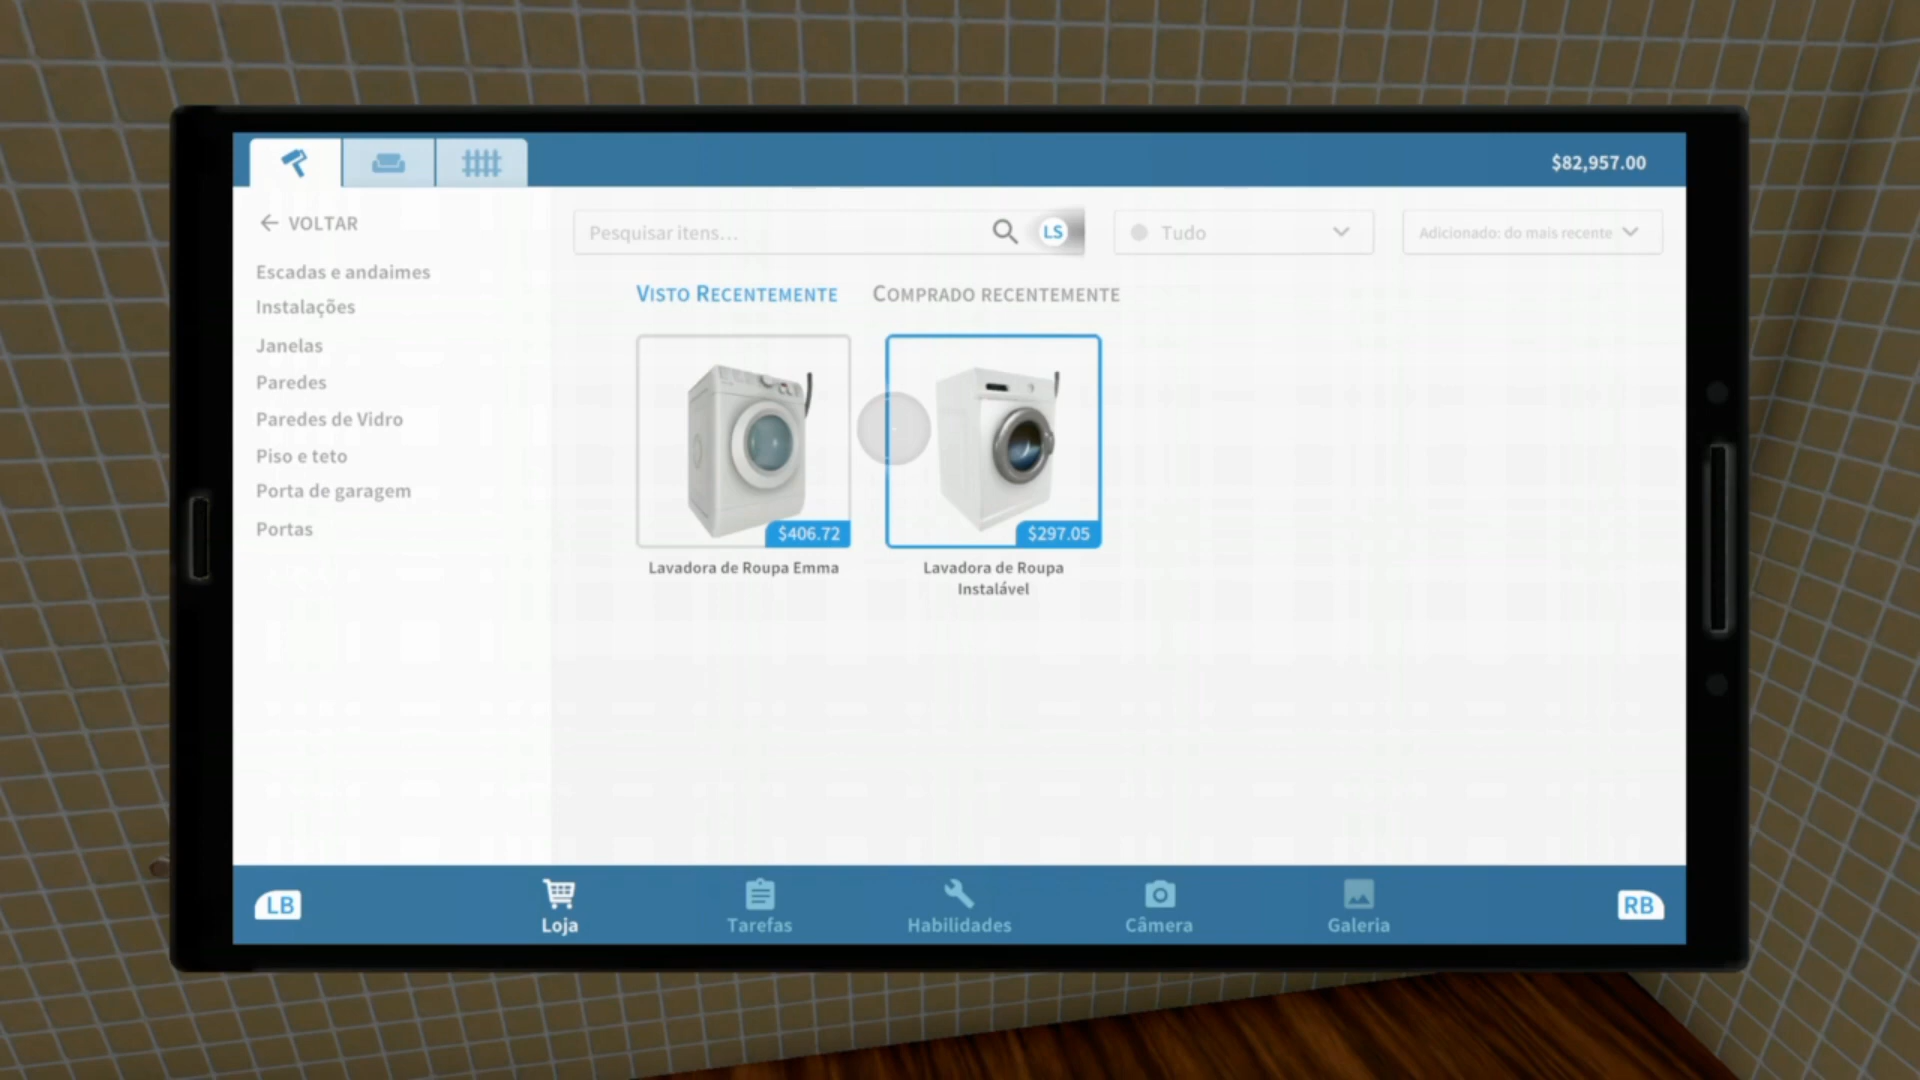 $82,957.00
VOLTAR
Escadas e andaimes
Instalações
Janelas
Paredes
Paredes de Vidro
Piso e teto
Porta de garagem
Portas
Pesquisar itens...
LS
Tudo
Adicionado: do mais recente
VISTO RECENTEMENTE
COMPRADO RECENTEMENTE
$406.72
Lavadora de Roupa Emma
$297.05
Lavadora de Roupa
Instalável
LB
Loja
Tarefas
Habilidades
Câmera
Galeria
RB